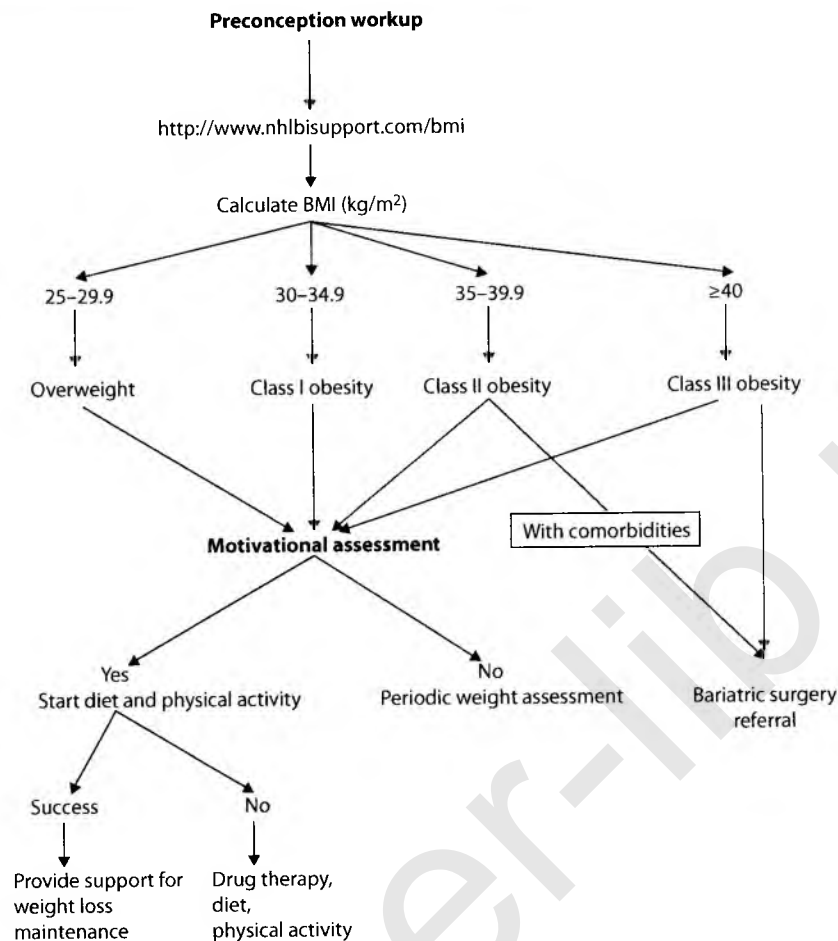 Preconception workup
http://www.nhlbisupport.com/bmi
Calculate BMI (kg/m²)
25–29.9
30–34.9
35–39.9
≥40
Overweight
Class I obesity
Class II obesity
Class III obesity
With comorbidities
Motivational assessment
Yes
Start diet and physical activity
No
Periodic weight assessment
Bariatric surgery
referral
Success
No
Provide support for
weight loss
maintenance
Drug therapy,
diet,
physical activity
er-lib